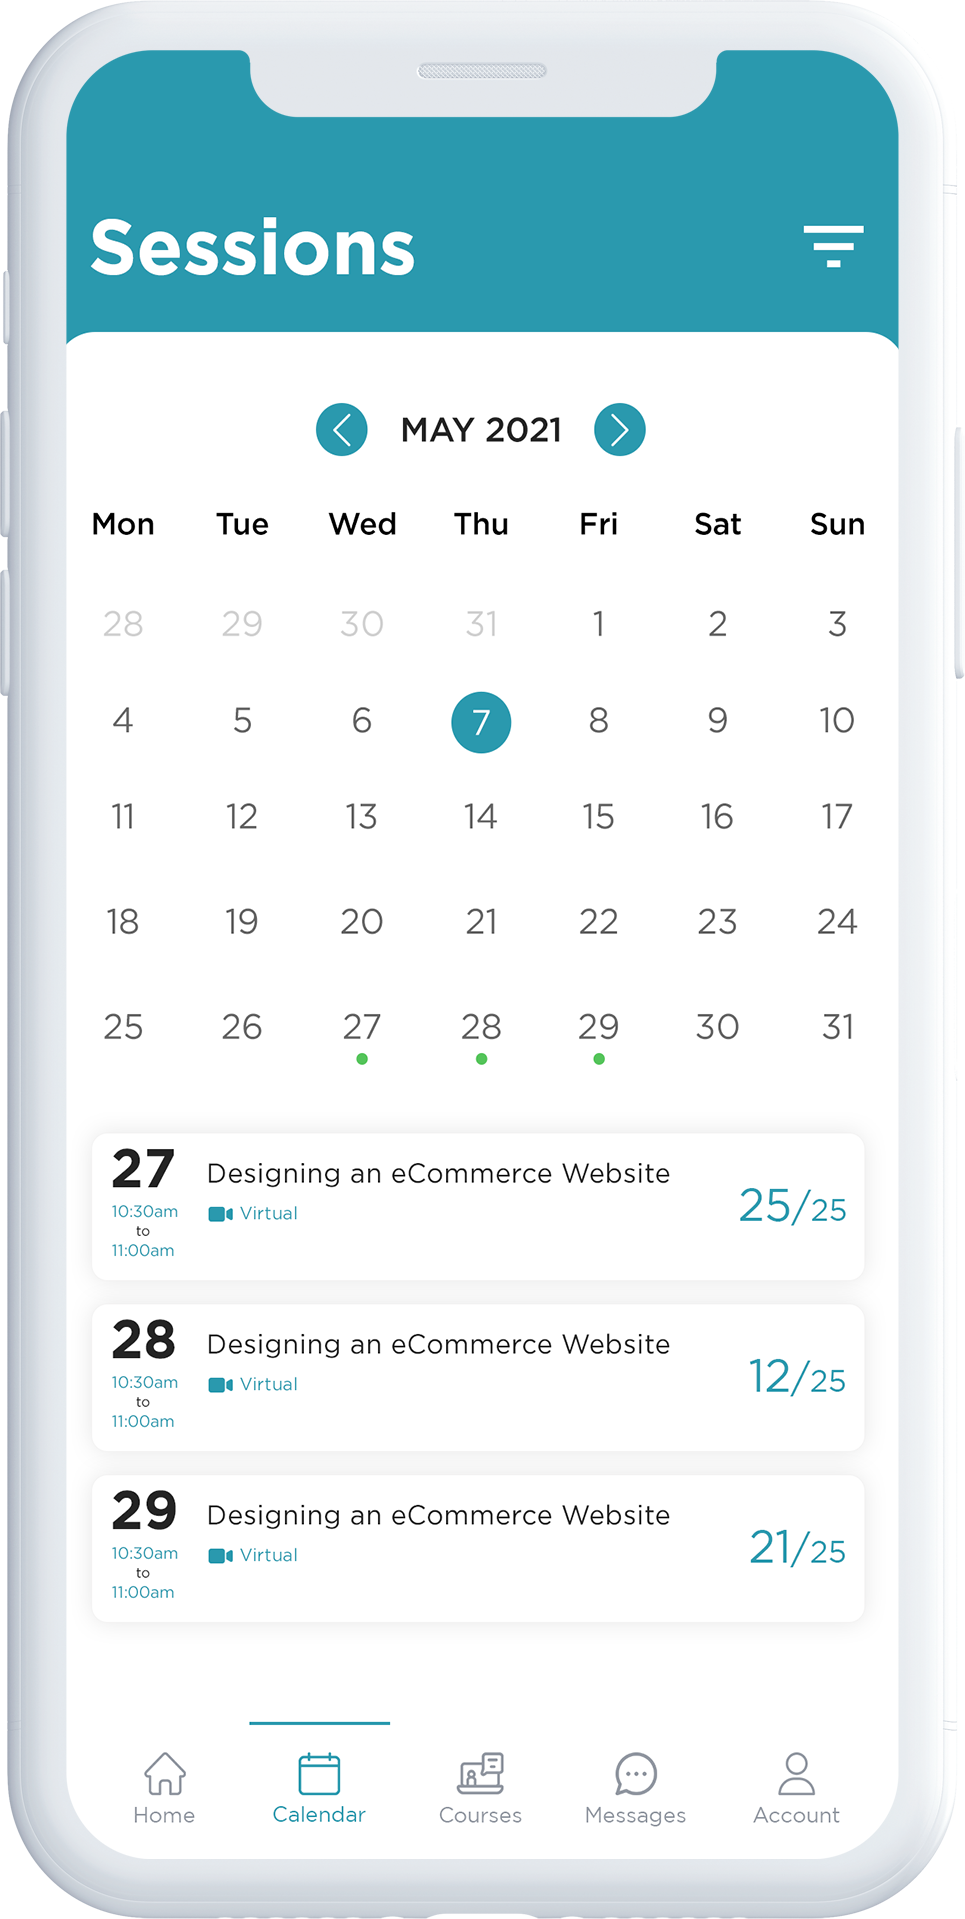 Sessions
MAY 2021
Mon Tue Wed Thu Fri Sat Sun
28 29 30 31 1 2 3
4 5 6 7 8 9 10
11 12 13 14 15 16 17
18 19 20 21 22 23 24
25 26 27 28 29 30 31
27
Designing an eCommerce Website
10:30am
to
11:00am
Virtual
25/25
28
Designing an eCommerce Website
10:30am
to
11:00am
Virtual
12/25
29
Designing an eCommerce Website
10:30am
to
11:00am
Virtual
21/25
Home Calendar Courses Messages Account